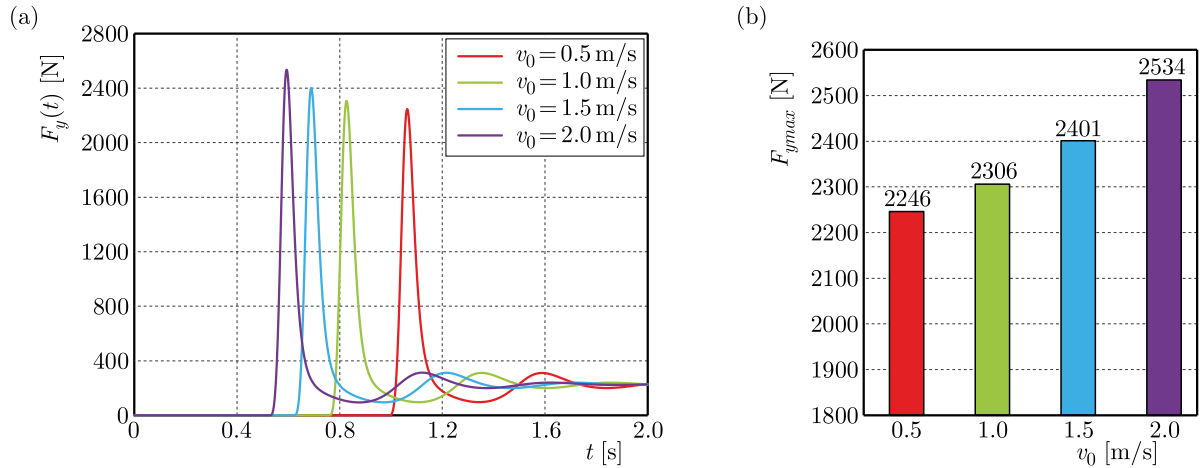 (a)
F_y(t) [N]
2800
2400
2000
1600
1200
800
400
0
0 0.4 0.8 1.2 1.6 2.0
t [s]
v_0 = 0.5 m/s
v_0 = 1.0 m/s
v_0 = 1.5 m/s
v_0 = 2.0 m/s
(b)
F_ymax [N]
2600
2500
2400
2300
2200
2100
2000
1900
1800
2246
2306
2401
2534
0.5 1.0 1.5 2.0
v_0 [m/s]